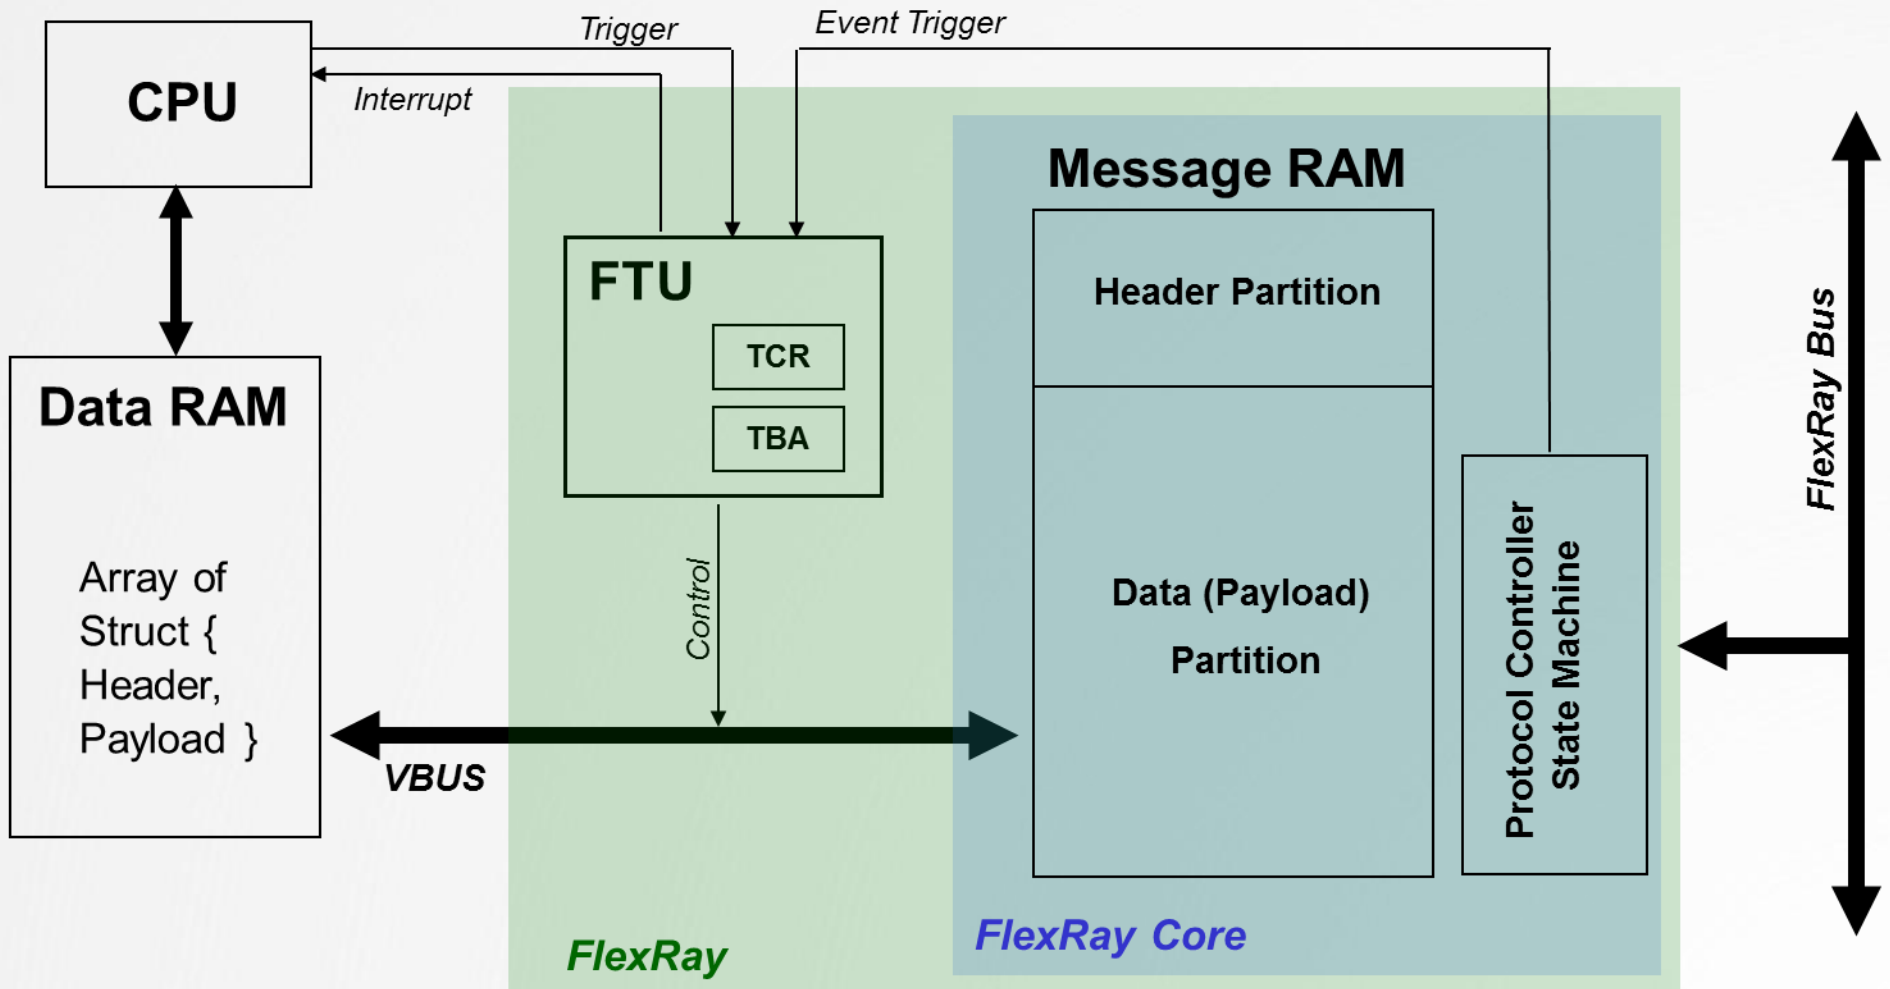 Trigger
Event Trigger
CPU
Interrupt
Message RAM
FTU
Header Partition
TCR
TBA
Data RAM
FlexRay Bus
Array of
Struct {
Header,
Payload }
Control
Data (Payload)
Partition
Protocol Controller
State Machine
VBUS
FlexRay
FlexRay Core